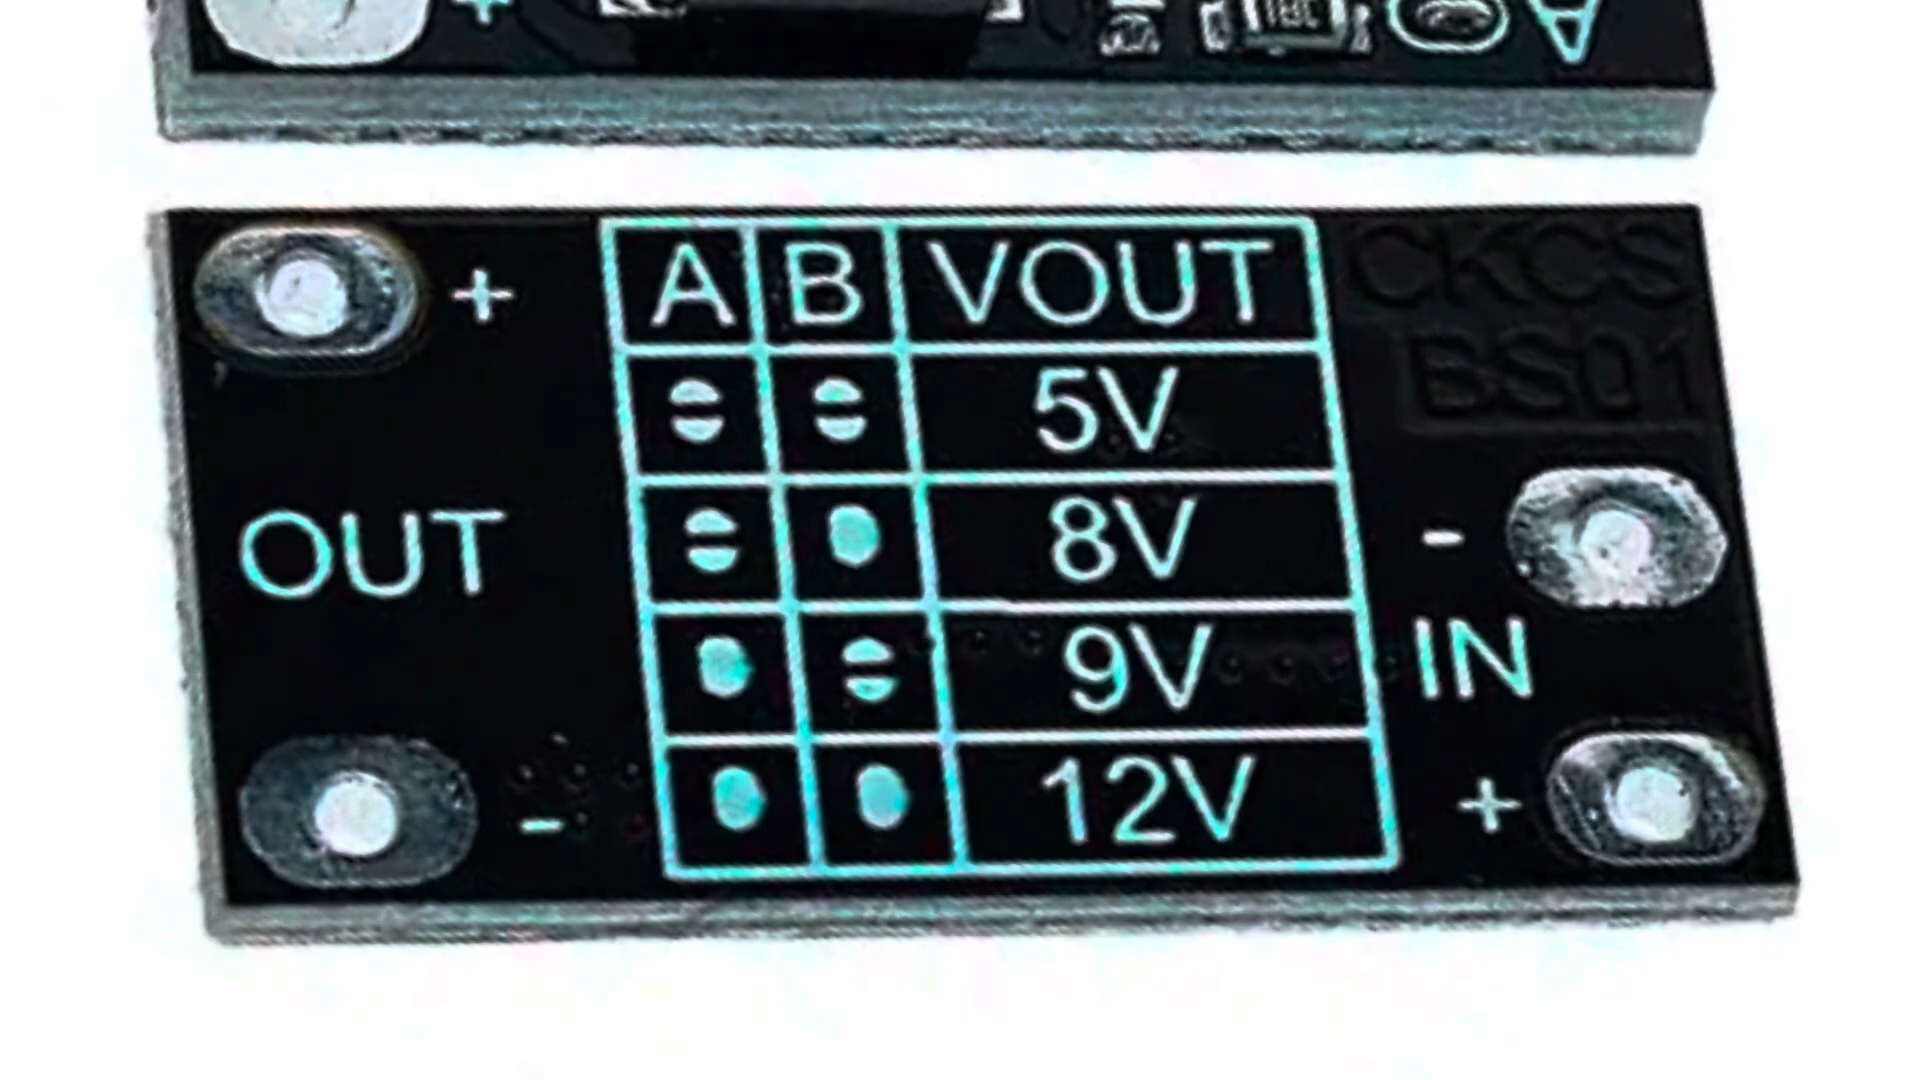 +
A
A B VOUT
5V
8V
9V
12V
+
OUT
-
CKCS
BS01
-
IN
+